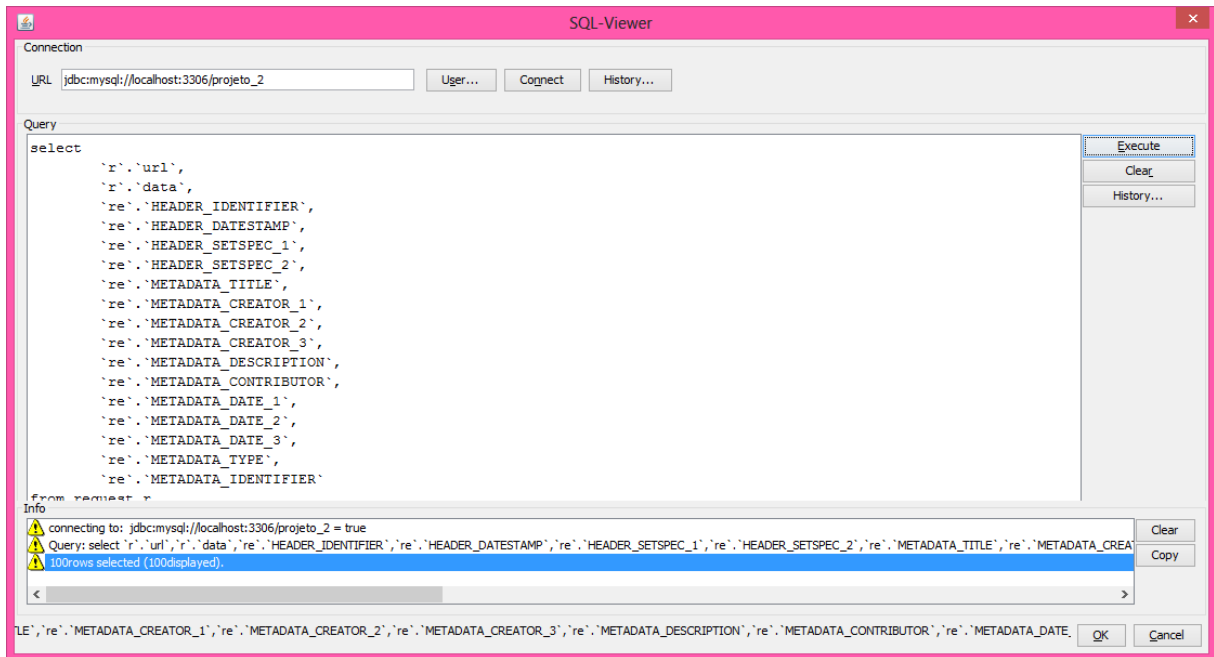 SQL-Viewer
Connection
URL jdbc:mysql://localhost:3306/projeto_2 User... Connect History...
Query
select
`r`.`url`,
`r`.`data`,
`re`.`HEADER_IDENTIFIER`,
`re`.`HEADER_DATESTAMP`,
`re`.`HEADER_SETSPEC_1`,
`re`.`HEADER_SETSPEC_2`,
`re`.`METADATA_TITLE`,
`re`.`METADATA_CREATOR_1`,
`re`.`METADATA_CREATOR_2`,
`re`.`METADATA_CREATOR_3`,
`re`.`METADATA_DESCRIPTION`,
`re`.`METADATA_CONTRIBUTOR`,
`re`.`METADATA_DATE_1`,
`re`.`METADATA_DATE_2`,
`re`.`METADATA_DATE_3`,
`re`.`METADATA_TYPE`,
`re`.`METADATA_IDENTIFIER`
from request r
Execute
Clear
History...
Info
connecting to: jdbc:mysql://localhost:3306/projeto_2 = true
Query: select `r`.`url`,`r`.`data`,`re`.`HEADER_IDENTIFIER`,`re`.`HEADER_DATESTAMP`,`re`.`HEADER_SETSPEC_1`,`re`.`HEADER_SETSPEC_2`,`re`.`METADATA_TITLE`,`re`.`METADATA_CREA
100rows selected (100displayed).
Clear
Copy
TLE`,`re`.`METADATA_CREATOR_1`,`re`.`METADATA_CREATOR_2`,`re`.`METADATA_CREATOR_3`,`re`.`METADATA_DESCRIPTION`,`re`.`METADATA_CONTRIBUTOR`,`re`.`METADATA_DATE_
OK Cancel